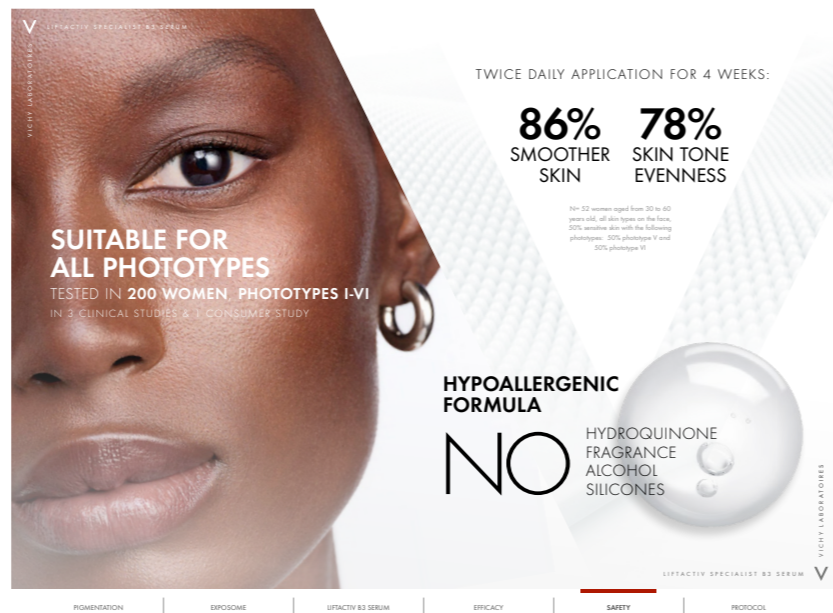 LIFTACTIV SPECIALIST B3 SERUM
VICHY LABORATOIRES
SUITABLE FOR
ALL PHOTOTYPES
TESTED IN 200 WOMEN, PHOTOTYPES I-VI
IN 3 CLINICAL STUDIES & 1 CONSUMER STUDY
TWICE DAILY APPLICATION FOR 4 WEEKS:
86%
SMOOTHER
SKIN
78%
SKIN TONE
EVENNESS
N= 52 women aged from 30 to 60
years old, all skin types on the face,
50% sensitive skin with the following
phototypes: 50% phototype V and
50% phototype VI
HYPOALLERGENIC
FORMULA
NO
HYDROQUINONE
FRAGRANCE
ALCOHOL
SILICONES
VICHY LABORATOIRES
LIFTACTIV SPECIALIST B3 SERUM
PIGMENTATION
EXPOSOME
LIFTACTIV B3 SERUM
EFFICACY
SAFETY
PROTOCOL